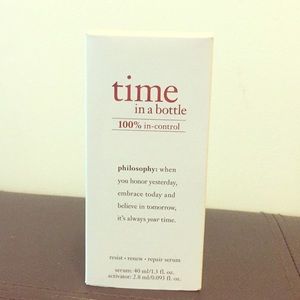 time
in a bottle
100% in-control
philosophy: when
you honor yesterday,
embrace today and
believe in tomorrow,
it's always your time.
resist • renew • repair serum
serum: 40 ml/1.3 fl. oz.
activator: 2.8 ml/0.093 fl. oz.